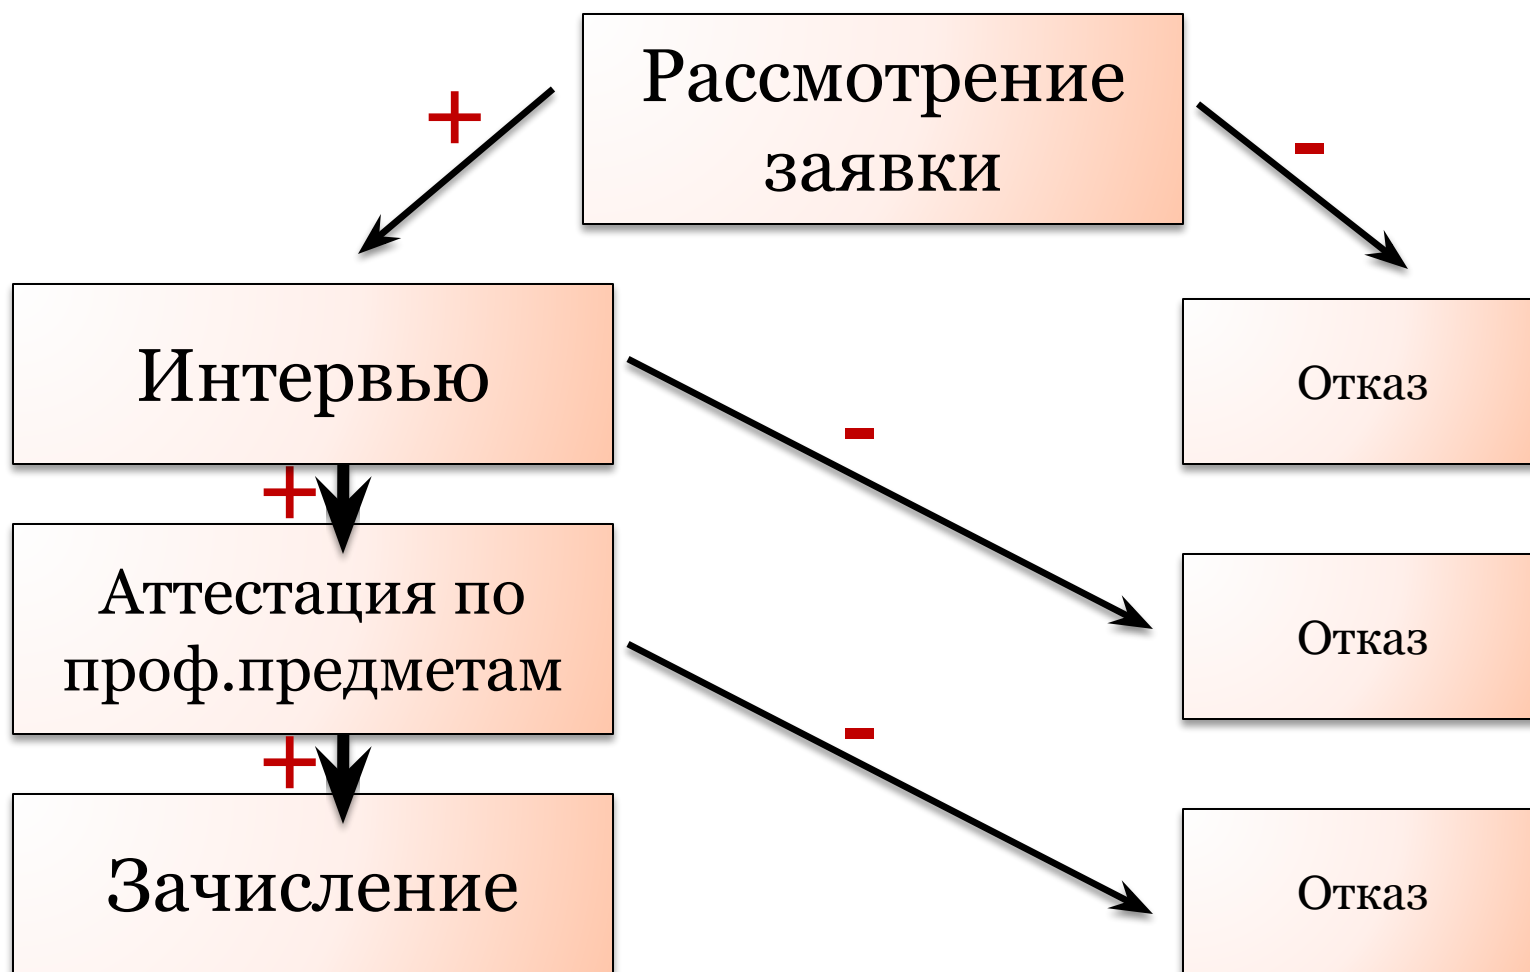 Рассмотрение
заявки
+
-
Интервью
Отказ
-
+
Аттестация по
проф.предметам
Отказ
-
+
Зачисление
Отказ